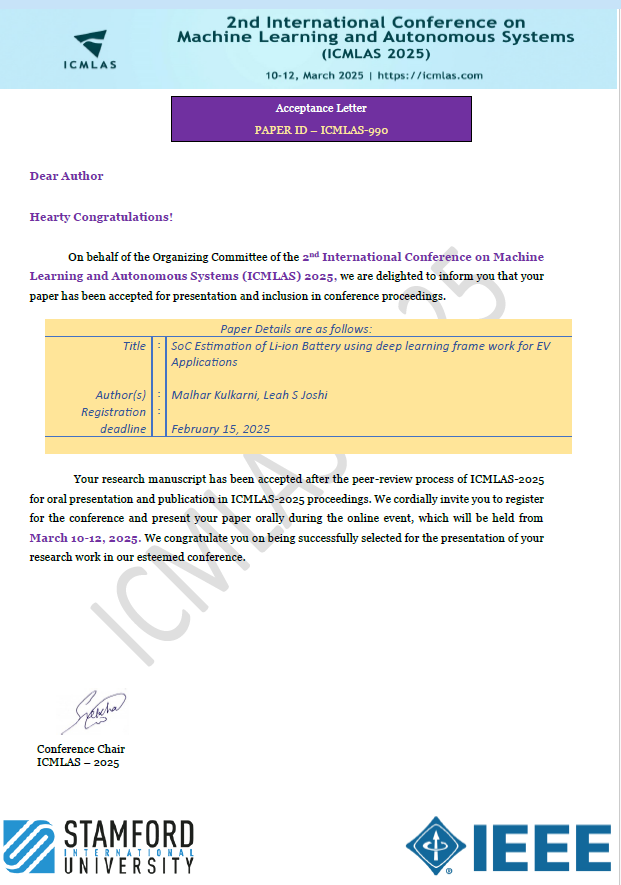 2nd International Conference on
Machine Learning and Autonomous Systems
(ICMLAS 2025)
ICMLAS
10-12, March 2025 | https://icmlas.com
Acceptance Letter
PAPER ID – ICMLAS-990
Dear Author
Hearty Congratulations!
On behalf of the Organizing Committee of the 2nd International Conference on Machine
Learning and Autonomous Systems (ICMLAS) 2025, we are delighted to inform you that your
paper has been accepted for presentation and inclusion in conference proceedings.
Paper Details are as follows:
Title : SoC Estimation of Li-ion Battery using deep learning frame work for EV
Applications
Author(s) : Malhar Kulkarni, Leah S Joshi
Registration :
deadline February 15, 2025
Your research manuscript has been accepted after the peer-review process of ICMLAS-2025
for oral presentation and publication in ICMLAS-2025 proceedings. We cordially invite you to register
for the conference and present your paper orally during the online event, which will be held from
March 10-12, 2025. We congratulate you on being successfully selected for the presentation of your
research work in our esteemed conference.
ICMLAS 2025
Conference Chair
ICMLAS – 2025
STAMFORD
INTERNATIONAL
UNIVERSITY
IEEE